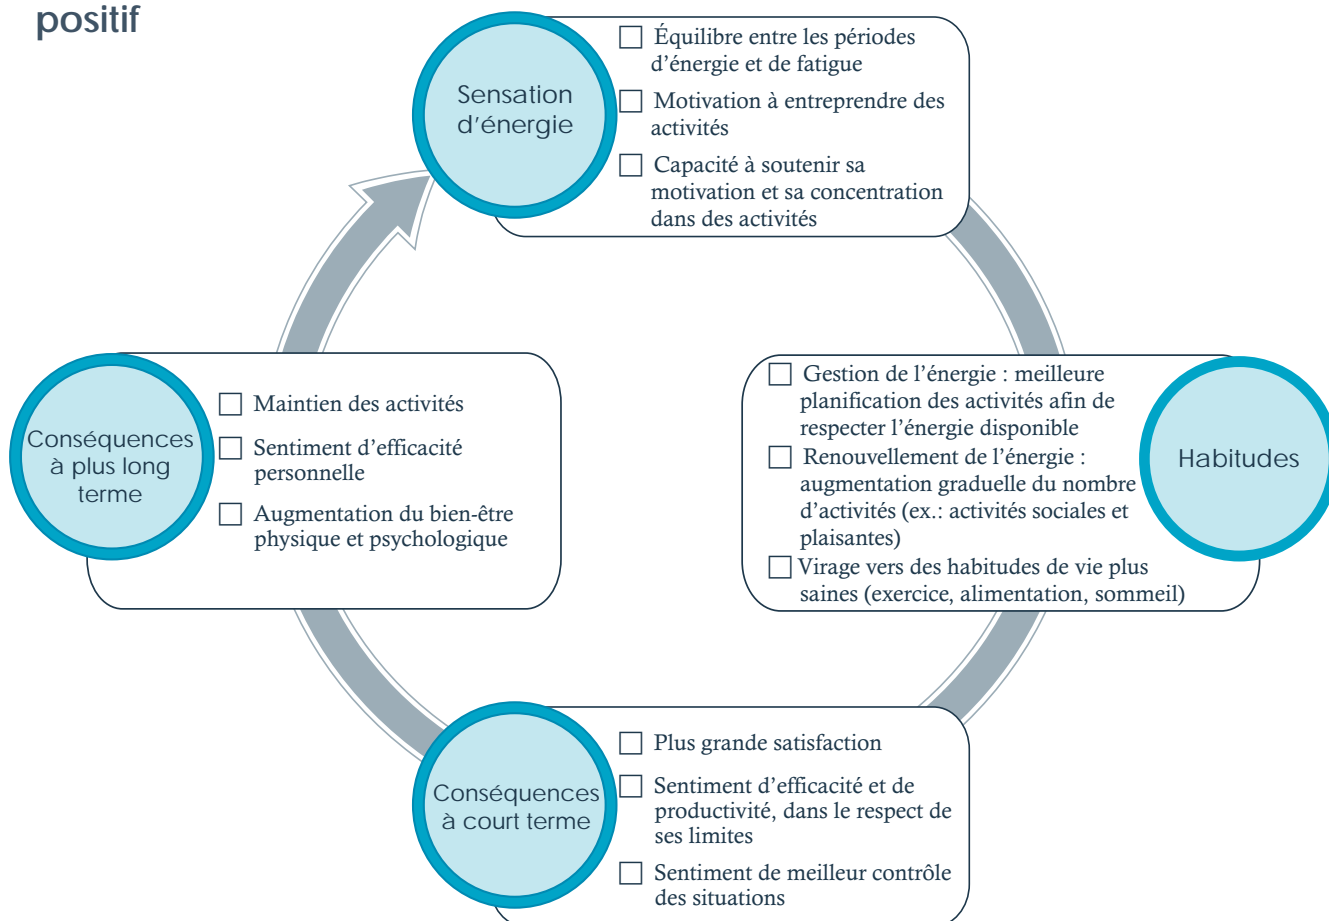 positif
Sensation
d'énergie
☐ Équilibre entre les périodes
d'énergie et de fatigue
☐ Motivation à entreprendre des
activités
☐ Capacité à soutenir sa
motivation et sa concentration
dans des activités
Habitudes
☐ Gestion de l'énergie : meilleure
planification des activités afin de
respecter l'énergie disponible
☐ Renouvellement de l'énergie :
augmentation graduelle du nombre
d'activités (ex.: activités sociales et
plaisantes)
☐ Virage vers des habitudes de vie plus
saines (exercice, alimentation, sommeil)
Conséquences
à court terme
☐ Plus grande satisfaction
☐ Sentiment d'efficacité et de
productivité, dans le respect de
ses limites
☐ Sentiment de meilleur contrôle
des situations
Conséquences
à plus long
terme
☐ Maintien des activités
☐ Sentiment d'efficacité
personnelle
☐ Augmentation du bien-être
physique et psychologique